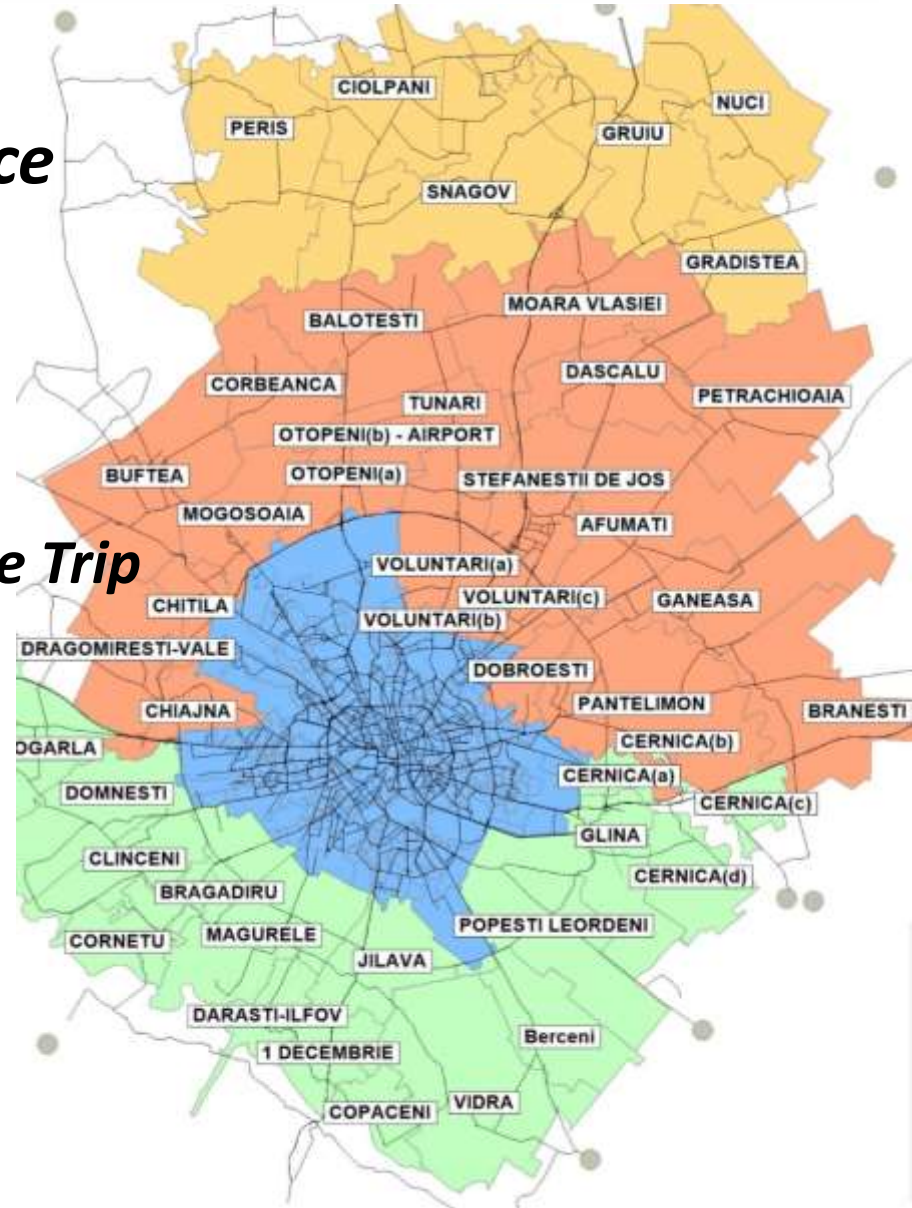 CIOLPANI
NUCI
PERIS
GRUIU
ce
SNAGOV
GRADISTEA
MOARA VLASIEI
BALOTESTI
DASCALU
CORBEANCA
PETRACHIOAIA
TUNARI
OTOPENI(b) - AIRPORT
BUFTEA
OTOPENI(a)
STEFANESTII DE JOS
MOGOSOAIA
AFUMATI
e Trip
VOLUNTARI(a)
CHITILA
VOLUNTARI(c)
GANEASA
VOLUNTARI(b)
DRAGOMIRESTI-VALE
DOBROESTI
CHIAJNA
PANTELIMON
BRANESTI
OGARLA
CERNICA(b)
CERNICA(a)
DOMNESTI
CERNICA(c)
GLINA
CLINCENI
CERNICA(d)
BRAGADIRU
POPESTI LEORDENI
CORNETU
MAGURELE
JILAVA
DARASTI-ILFOV
Berceni
1 DECEMBRIE
VIDRA
COPACENI